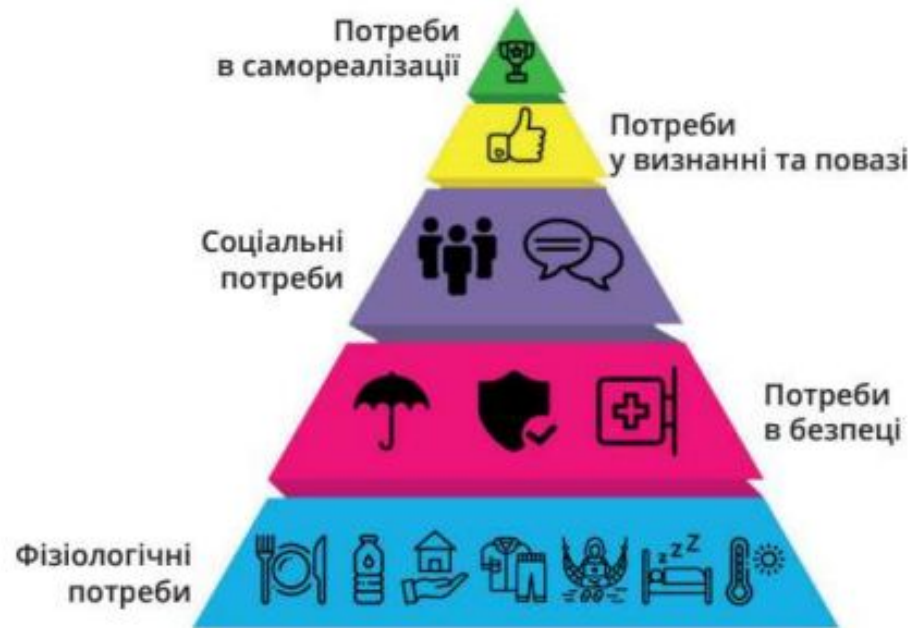 Потреби
в самореалізації
Потреби
у визнанні та повазі
Соціальні
потреби
Потреби
в безпеці
Фізіологічні
потреби
z z Z